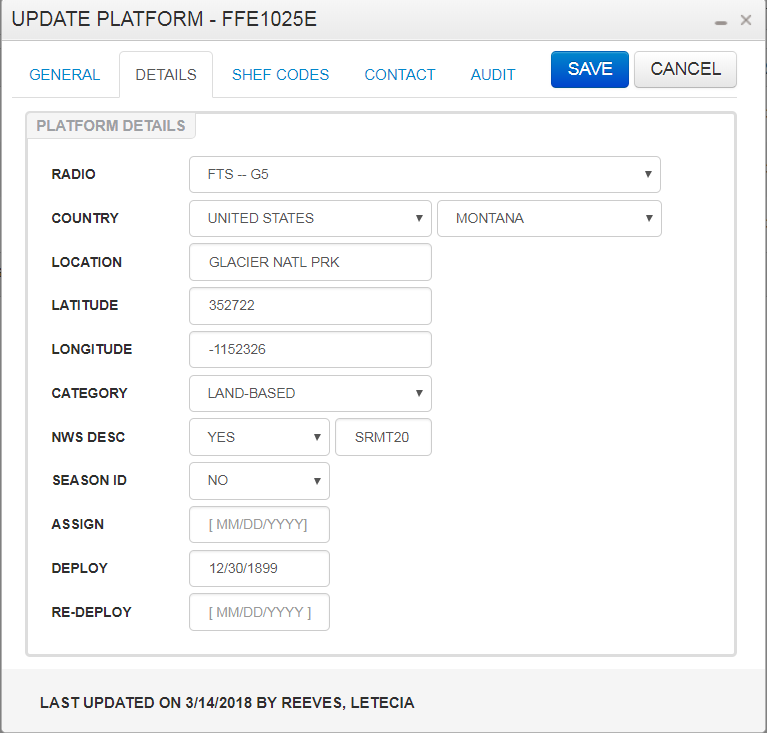 UPDATE PLATFORM - FFE1025E
GENERAL DETAILS SHEF CODES CONTACT AUDIT SAVE CANCEL
PLATFORM DETAILS
RADIO FTS -- G5
COUNTRY UNITED STATES MONTANA
LOCATION GLACIER NATL PRK
LATITUDE 352722
LONGITUDE -1152326
CATEGORY LAND-BASED
NWS DESC YES SRMT20
SEASON ID NO
ASSIGN [ MM/DD/YYYY]
DEPLOY 12/30/1899
RE-DEPLOY [ MM/DD/YYYY ]
LAST UPDATED ON 3/14/2018 BY REEVES, LETECIA